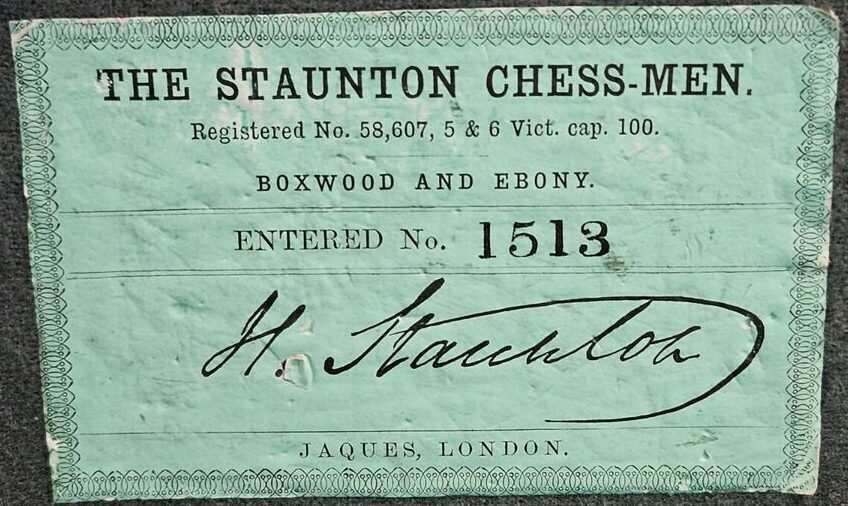 THE STAUNTON CHESS-MEN.
Registered No. 58,607, 5 & 6 Vict. cap. 100.
BOXWOOD AND EBONY.
ENTERED No. 1513
H. Staunton
JAQUES, LONDON.